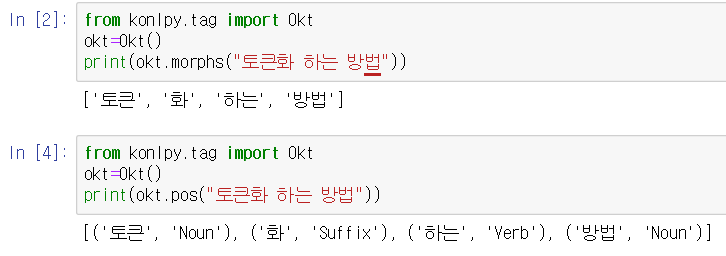 In [2]: from konlpy.tag import Okt
okt=Okt()
print(okt.morphs("토큰화 하는 방법"))
['토큰', '화', '하는', '방법']
In [4]: from konlpy.tag import Okt
okt=Okt()
print(okt.pos("토큰화 하는 방법"))
[('토큰', 'Noun'), ('화', 'Suffix'), ('하는', 'Verb'), ('방법', 'Noun')]